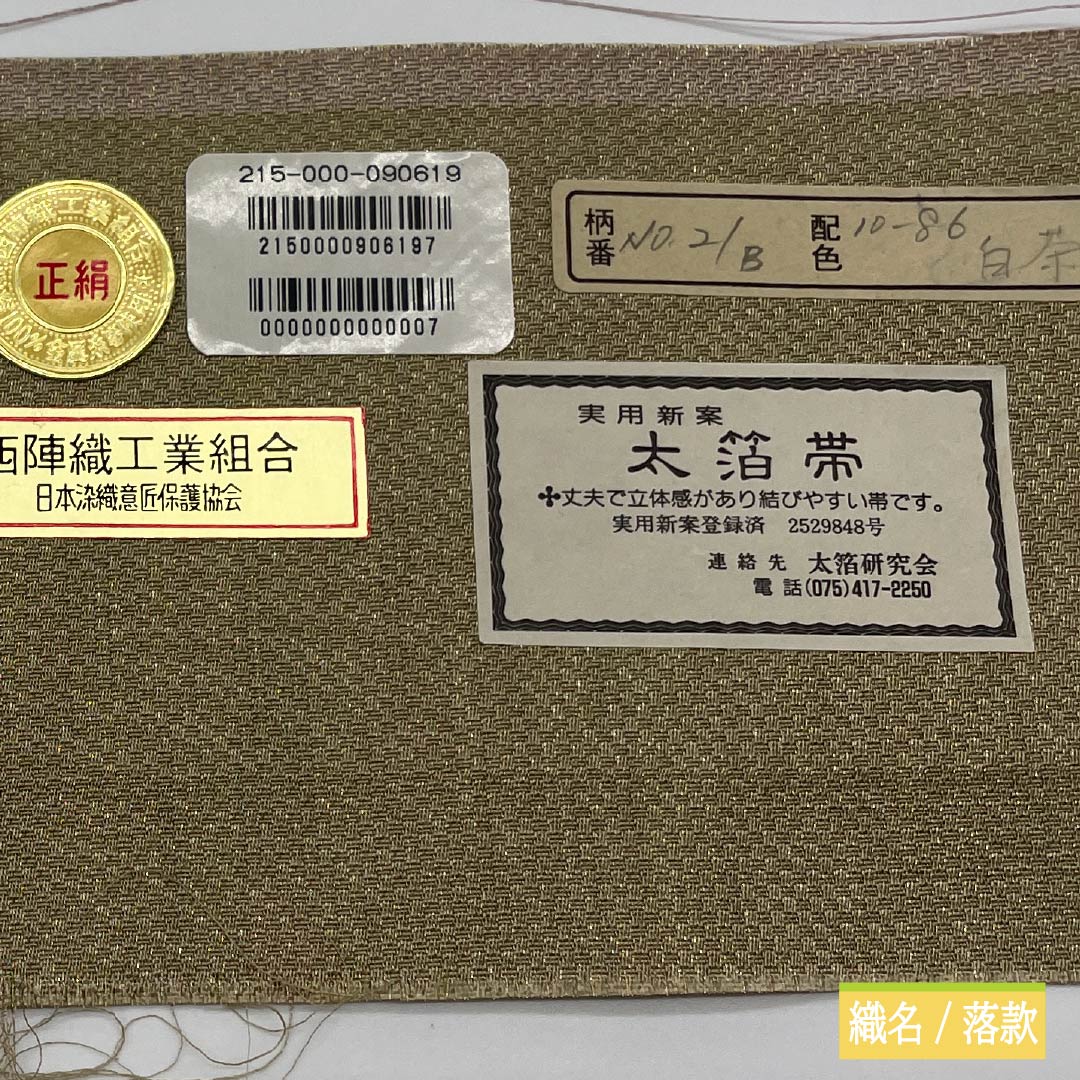 215-000-090619
2150000906197
0000000000007
正絹
柄番 NO.21/B 配色 10-86 白茶
西陣織工業組合
日本染織意匠保護協会
実用新案
太箔帯
✣丈夫で立体感があり結びやすい帯です。
実用新案登録済 2529848号
連絡先 太箔研究会
電話(075)417-2250
織名 / 落款